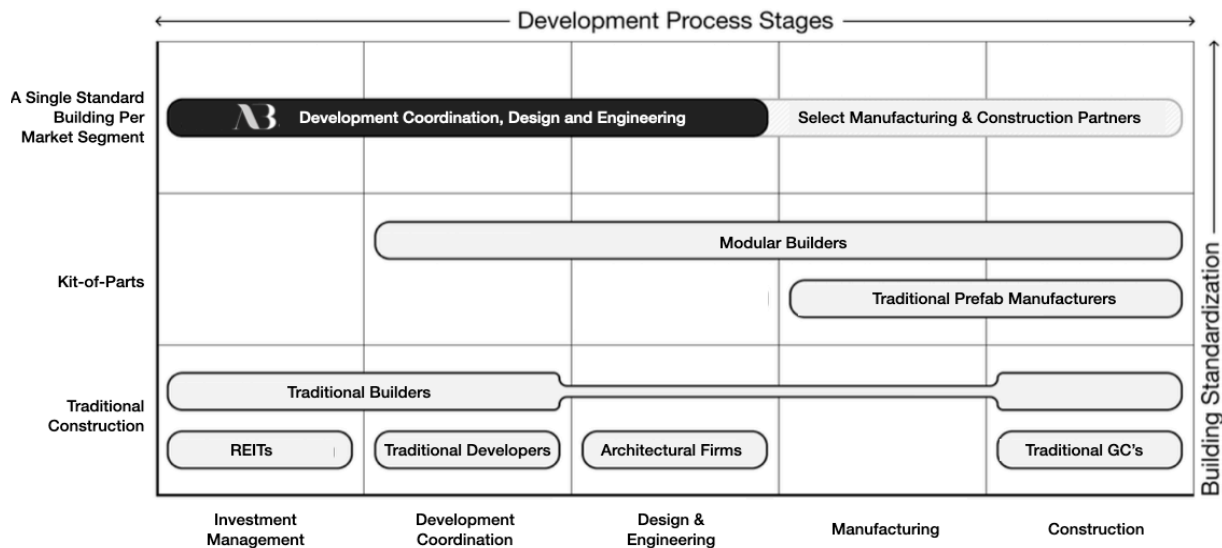 Development Process Stages
A Single Standard
Building Per
Market Segment
AB Development Coordination, Design and Engineering
Select Manufacturing & Construction Partners
Modular Builders
Kit-of-Parts
Traditional Prefab Manufacturers
Building Standardization
Traditional Builders
Traditional
Construction
REITs
Traditional Developers
Architectural Firms
Traditional GC's
Investment
Management
Development
Coordination
Design &
Engineering
Manufacturing
Construction